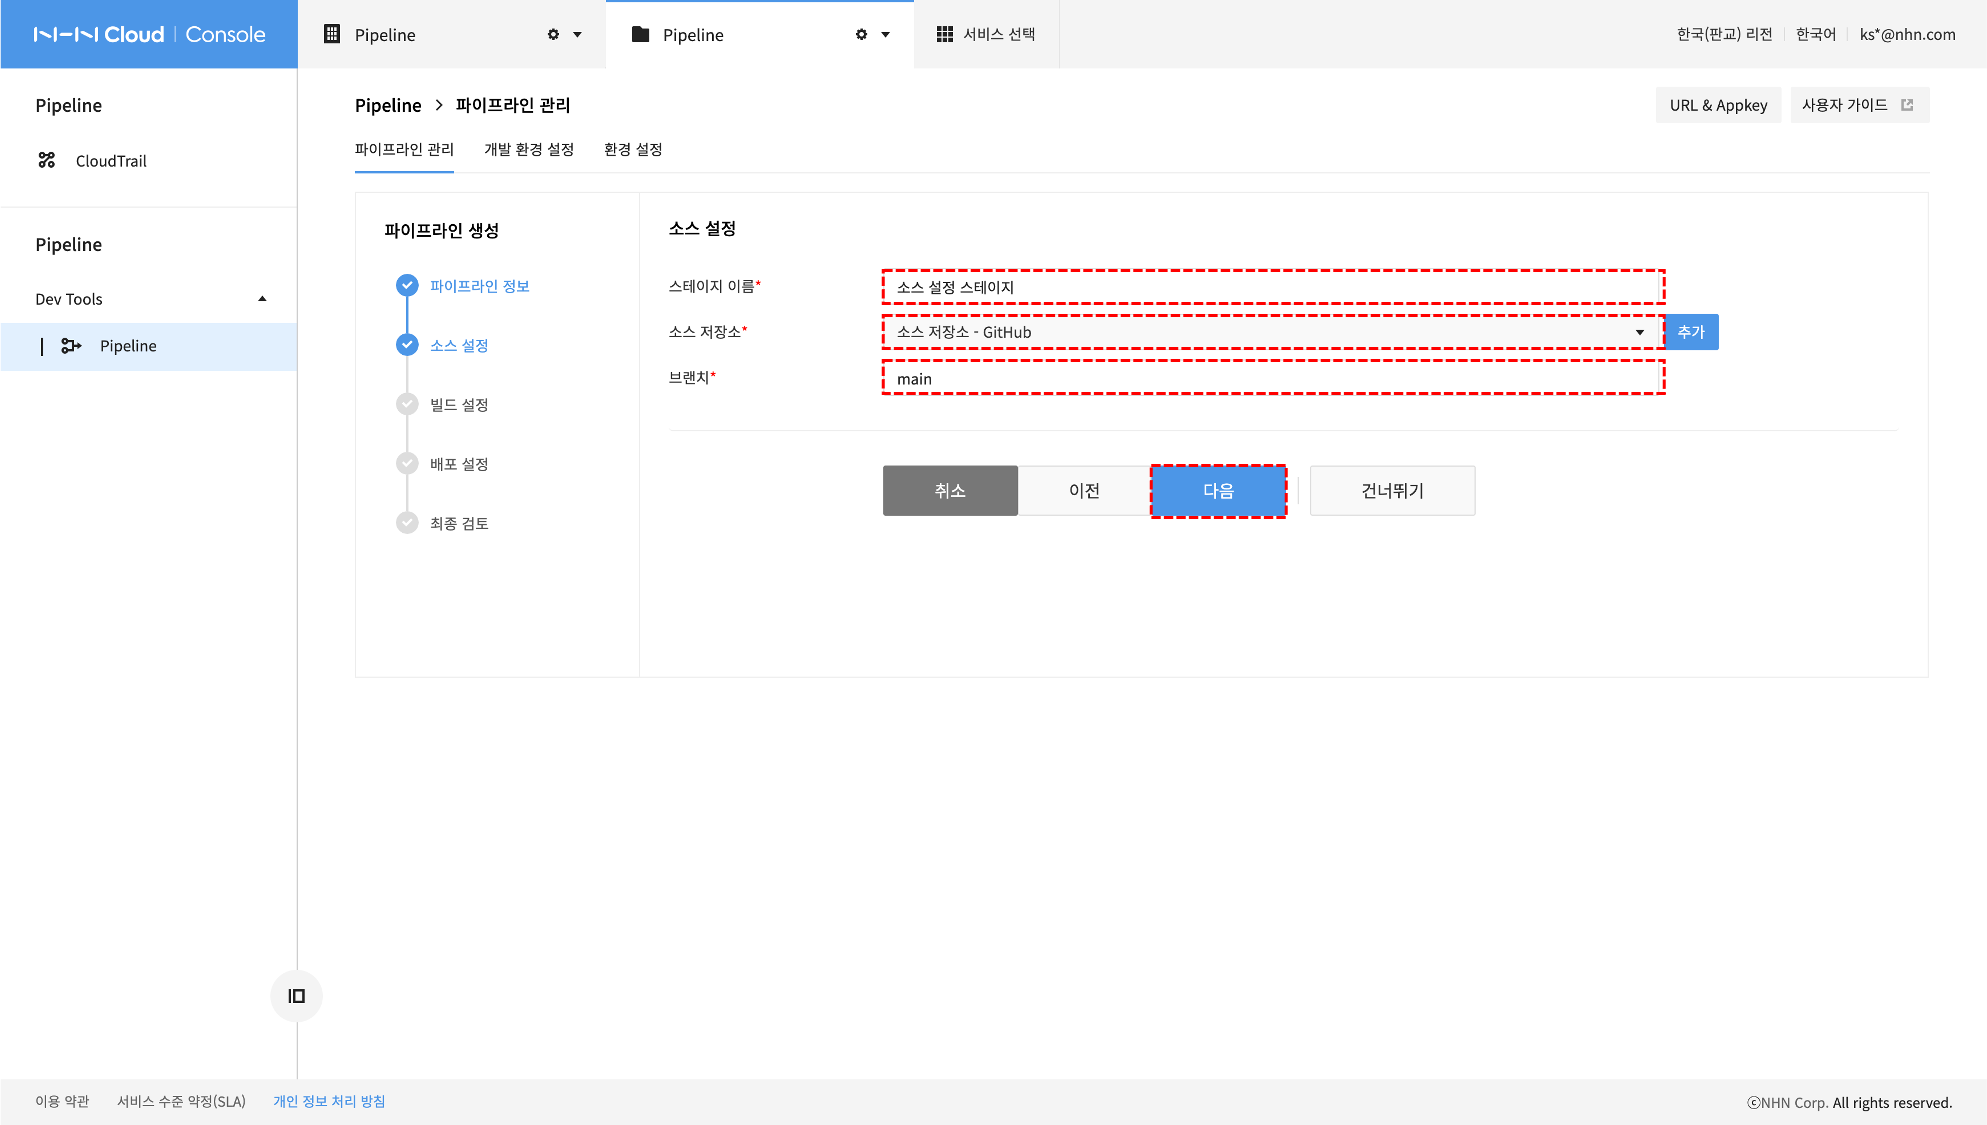 NHN Cloud | Console
Pipeline
Pipeline
서비스 선택
한국(판교) 리전
한국어
ks*@nhn.com
Pipeline
CloudTrail
Pipeline
Dev Tools
Pipeline
Pipeline > 파이프라인 관리
URL & Appkey
사용자 가이드
파이프라인 관리
개발 환경 설정
환경 설정
파이프라인 생성
파이프라인 정보
소스 설정
빌드 설정
배포 설정
최종 검토
소스 설정
스테이지 이름*
소스 설정 스테이지
소스 저장소*
소스 저장소 - GitHub
추가
브랜치*
main
취소
이전
다음
건너뛰기
이용 약관
서비스 수준 약정(SLA)
개인 정보 처리 방침
ⓒNHN Corp. All rights reserved.